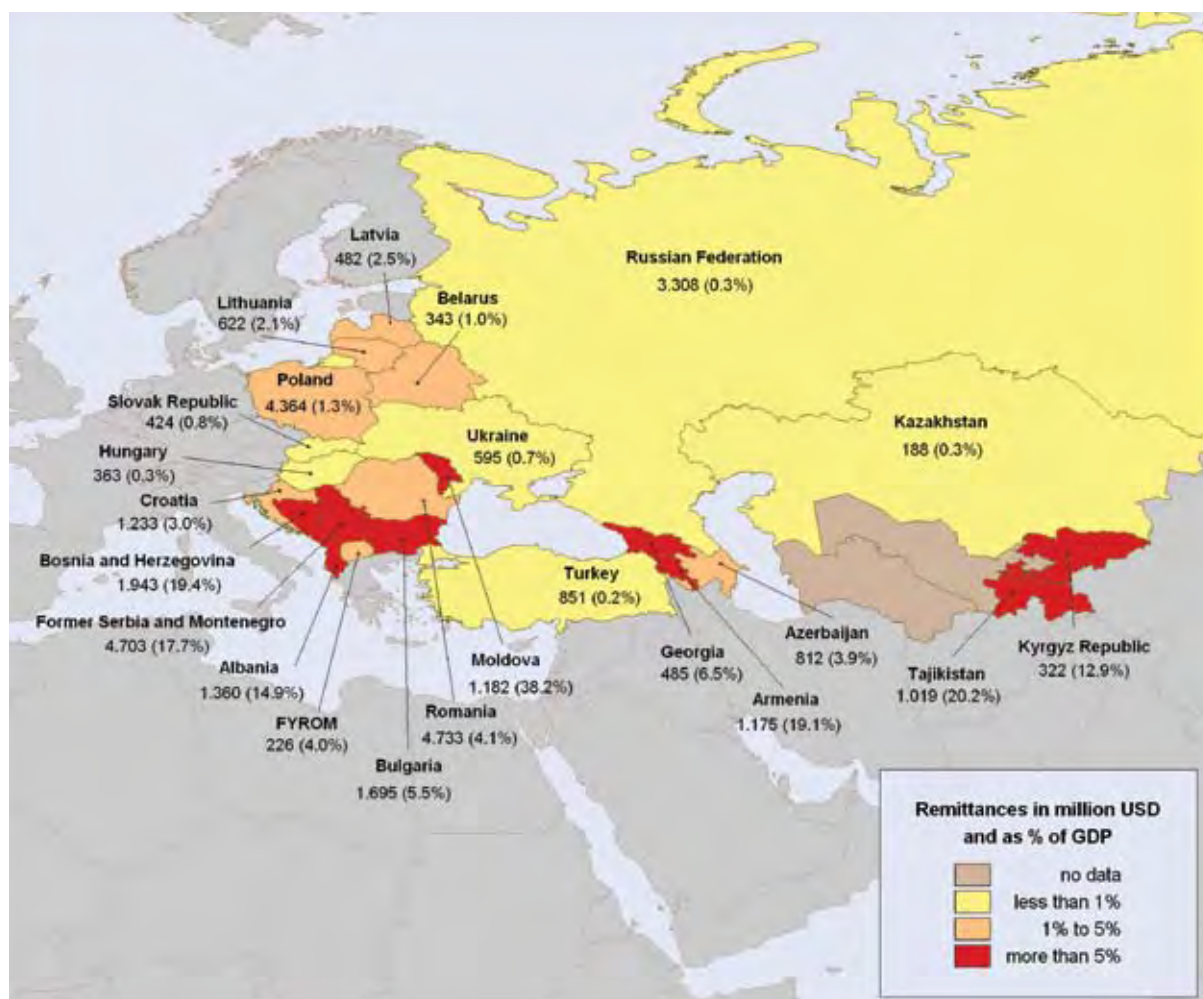 Latvia
482 (2.5%)
Russian Federation
3.308 (0.3%)
Lithuania
622 (2.1%)
Belarus
343 (1.0%)
Poland
4.364 (1.3%)
Slovak Republic
424 (0.8%)
Kazakhstan
188 (0.3%)
Ukraine
595 (0.7%)
Hungary
363 (0.3%)
Croatia
1.233 (3.0%)
Bosnia and Herzegovina
1.943 (19.4%)
Turkey
851 (0.2%)
Former Serbia and Montenegro
4.703 (17.7%)
Azerbaijan
812 (3.9%)
Kyrgyz Republic
322 (12.9%)
Georgia
485 (6.5%)
Moldova
1.182 (38.2%)
Albania
1.360 (14.9%)
Tajikistan
1.019 (20.2%)
Armenia
1.175 (19.1%)
Romania
4.733 (4.1%)
FYROM
226 (4.0%)
Bulgaria
1.695 (5.5%)
Remittances in million USD
and as % of GDP
no data
less than 1%
1% to 5%
more than 5%